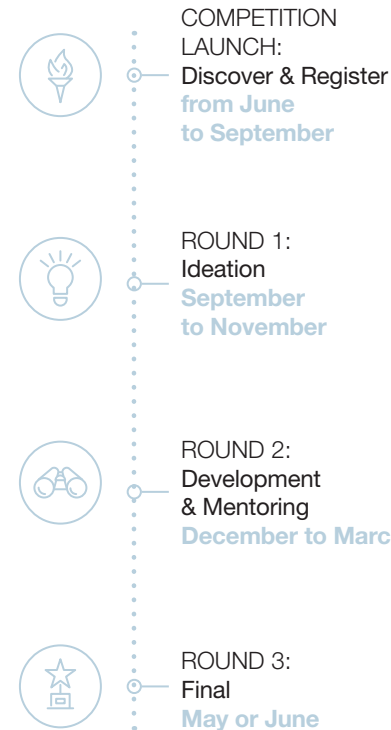 COMPETITION
LAUNCH:
Discover & Register
from June
to September
ROUND 1:
Ideation
September
to November
ROUND 2:
Development
& Mentoring
December to Marc
ROUND 3:
Final
May or June